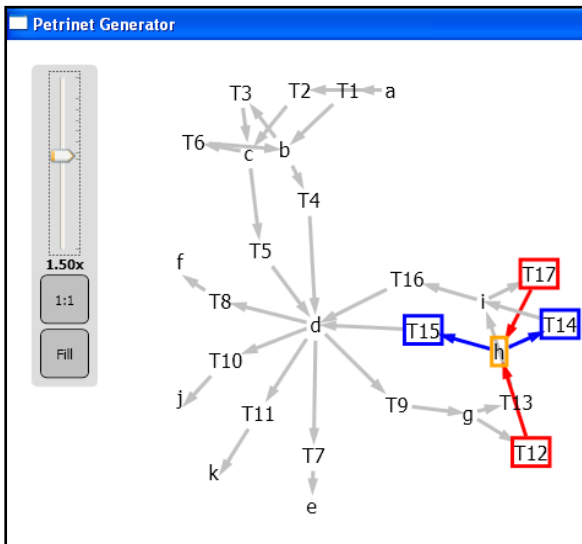 Petrinet Generator
T3
T2
T1
a
T6
c
b
T4
T5
f
T16
i
T17
T8
d
T15
T14
1.50x
1:1
h
Fill
T10
j
T9
g
T13
T11
T7
T12
k
e